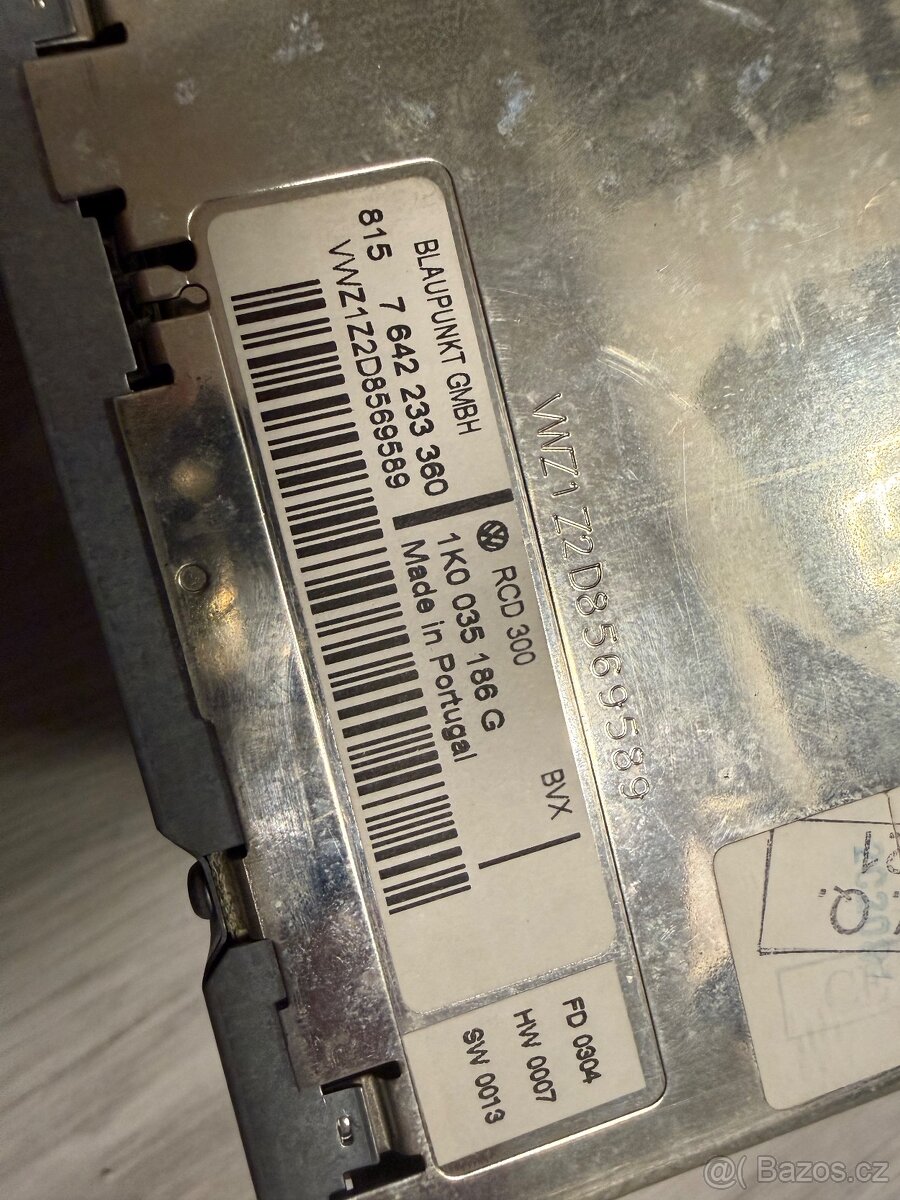 BLAUPUNKT GMBH
815 7 642 233 360
VWZ1Z2D8569589
RCD 300
BVX
1K0 035 186 G
Made in Portugal
FD 0304
HW 0007
SW 0013
VWZ1Z2D8569589
@( Bazos.cz